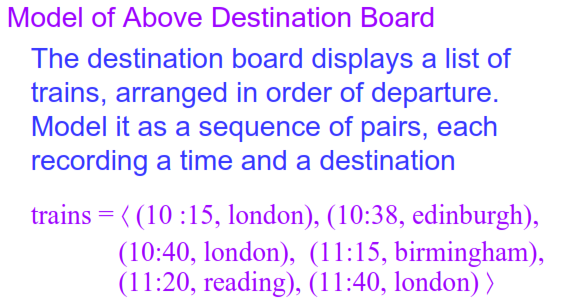 Model of Above Destination Board
The destination board displays a list of
trains, arranged in order of departure.
Model it as a sequence of pairs, each
recording a time and a destination
trains = ⟨ (10 :15, london), (10:38, edinburgh),
(10:40, london), (11:15, birmingham),
(11:20, reading), (11:40, london) ⟩